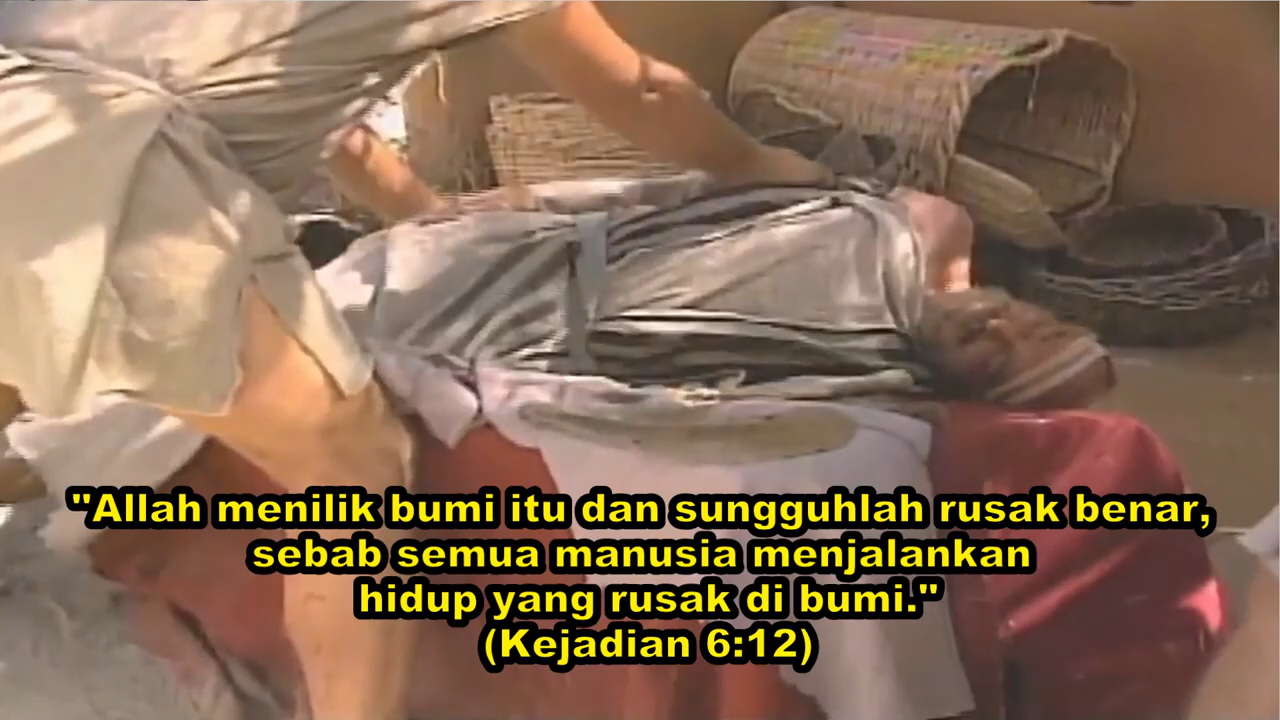 "Allah menilik bumi itu dan sungguhlah rusak benar,
sebab semua manusia menjalankan
hidup yang rusak di bumi."
(Kejadian 6:12)